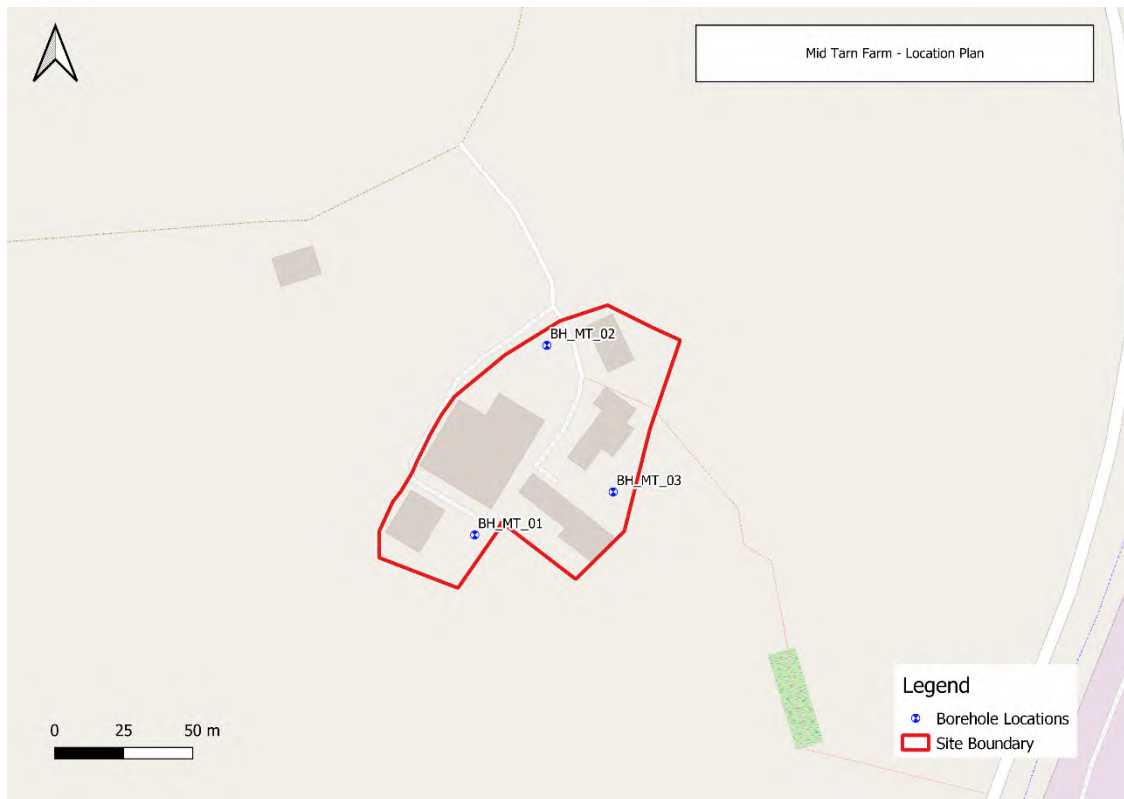 Mid Tarn Farm - Location Plan
BH_MT_02
BH_MT_03
BH_MT_01
Legend
Borehole Locations
Site Boundary
0 25 50 m